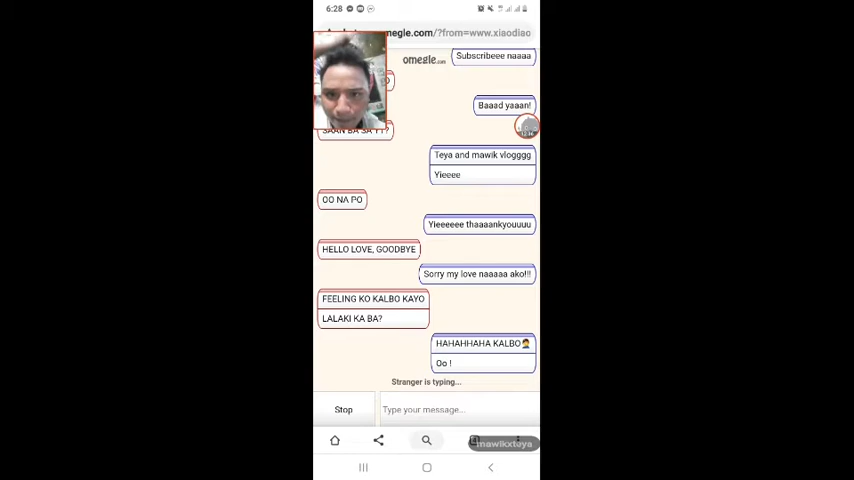 6:28
omegle.com/?from=www.xiaodiao
omegle.com
Subscribeee naaaa
Baaad yaaan!
SAAN BA SA YT?
Teya and mawik vlogggg
Yieeee
OO NA PO
Yieeeeee thaaaankyouuuu
HELLO LOVE, GOODBYE
Sorry my love naaaaa ako!!!
FEELING KO KALBO KAYO
LALAKI KA BA?
HAHAHHAHA KALBO🤦
Oo !
Stranger is typing...
Stop
Type your message...
mawikxteya